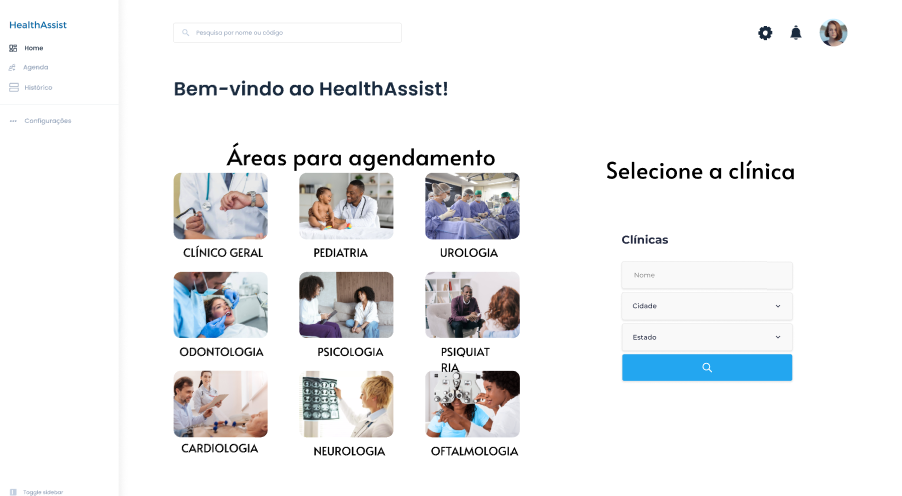 HealthAssist
Home
Agenda
Histórico
Configurações
Toggle sidebar
Pesquisa por nome ou código
Bem-vindo ao HealthAssist!
Áreas para agendamento
CLÍNICO GERAL
PEDIATRIA
UROLOGIA
ODONTOLOGIA
PSICOLOGIA
PSIQUIAT
RIA
CARDIOLOGIA
NEUROLOGIA
OFTALMOLOGIA
Selecione a clínica
Clínicas
Nome
Cidade
Estado